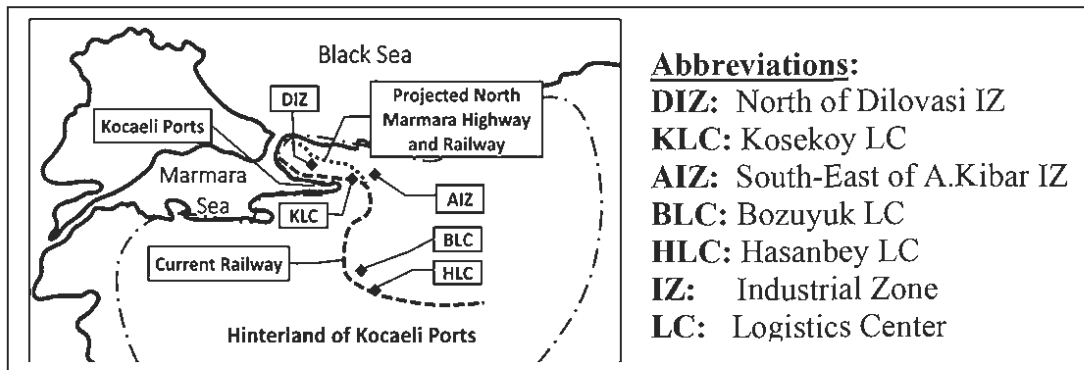 Black Sea
DIZ
Projected North
Marmara Highway
and Railway
Kocaeli Ports
Marmara
Sea
KLC
AIZ
BLC
Current Railway
HLC
Hinterland of Kocaeli Ports
Abbreviations:
DIZ: North of Dilovasi IZ
KLC: Kosekoy LC
AIZ: South-East of A.Kibar IZ
BLC: Bozuyuk LC
HLC: Hasanbey LC
IZ: Industrial Zone
LC: Logistics Center